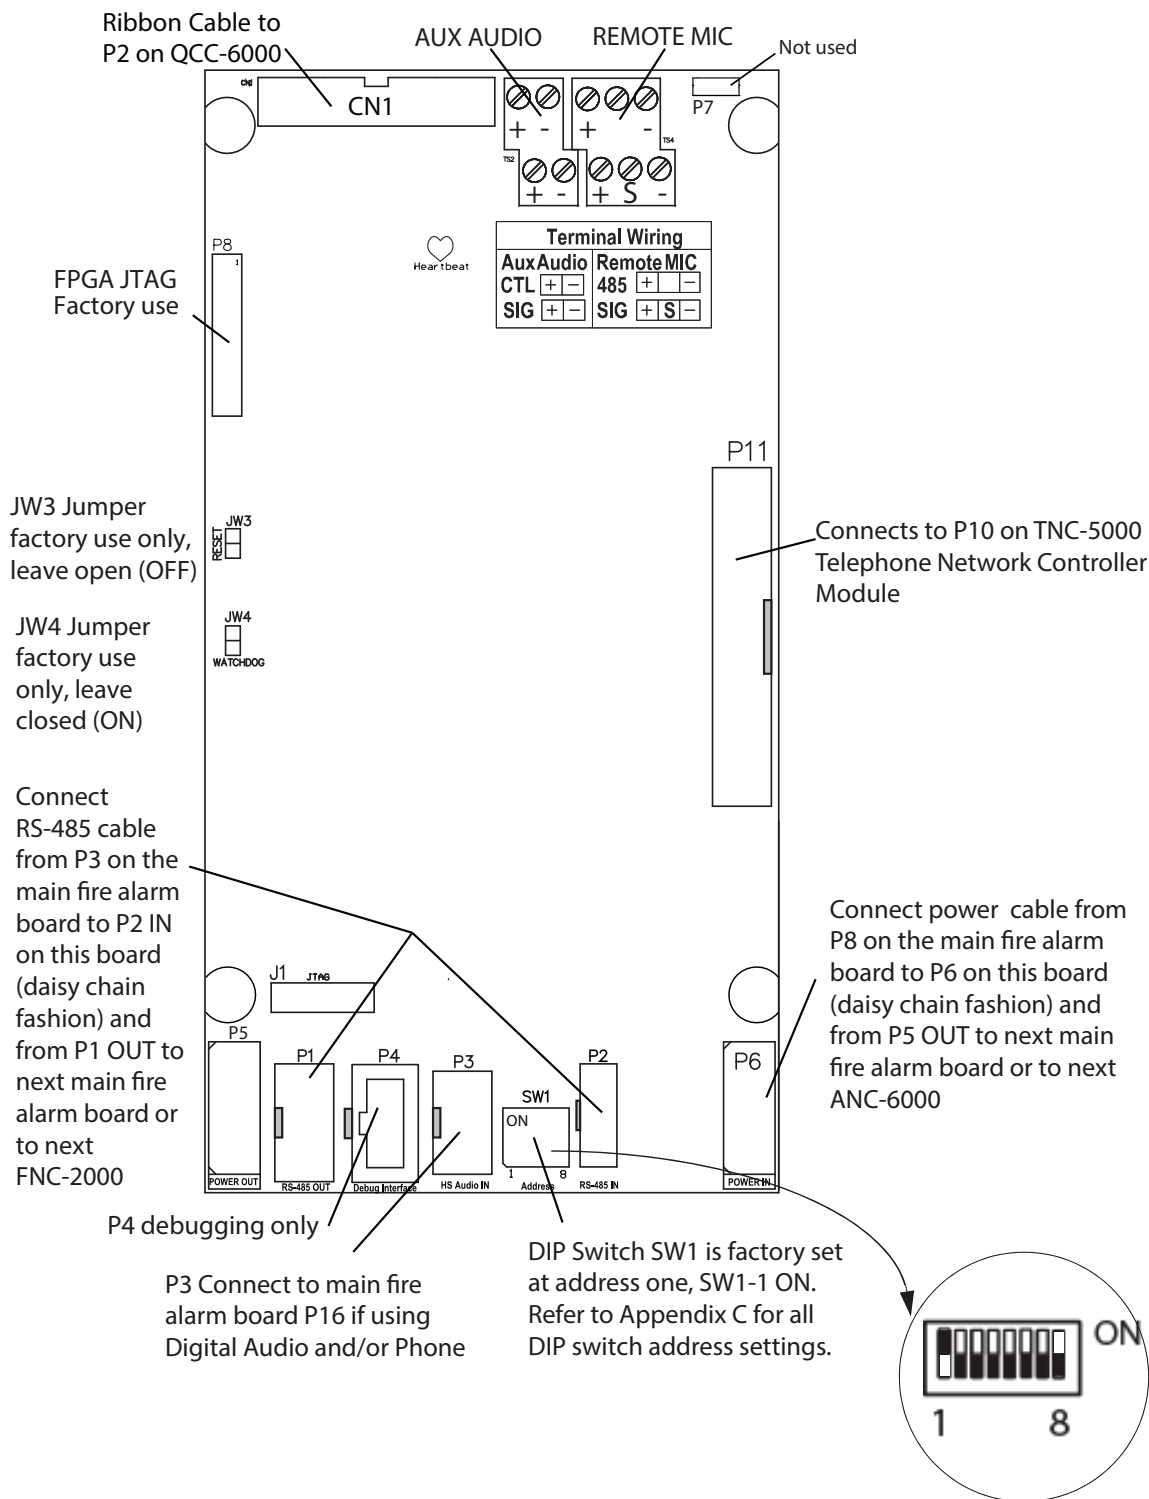 Ribbon Cable to
P2 on QCC-6000
AUX AUDIO
REMOTE MIC
Not used
CN1
P7
+ -
+ -
TS2
TS4
+ -
+ S -
P8
1
Heartbeat
Terminal Wiring
Aux Audio Remote MIC
CTL + - 485 + -
SIG + - SIG + S -
FPGA JTAG
Factory use
P11
JW3 Jumper
factory use only,
leave open (OFF)
JW3
RESET
Connects to P10 on TNC-5000
Telephone Network Controller
Module
JW4 Jumper
factory use
only, leave
closed (ON)
JW4
WATCHDOG
Connect
RS-485 cable
from P3 on the
main fire alarm
board to P2 IN
on this board
(daisy chain
fashion) and
from P1 OUT to
next main fire
alarm board or
to next
FNC-2000
Connect power cable from
P8 on the main fire alarm
board to P6 on this board
(daisy chain fashion) and
from P5 OUT to next main
fire alarm board or to next
ANC-6000
J1
JTAG
P5
P1
P4
P3
P2
P6
SW1
ON
1 8
POWER OUT
RS-485 OUT
Debug Interface
HS Audio IN
Address
RS-485 IN
POWER IN
P4 debugging only
P3 Connect to main fire
alarm board P16 if using
Digital Audio and/or Phone
DIP Switch SW1 is factory set
at address one, SW1-1 ON.
Refer to Appendix C for all
DIP switch address settings.
ON
1 8